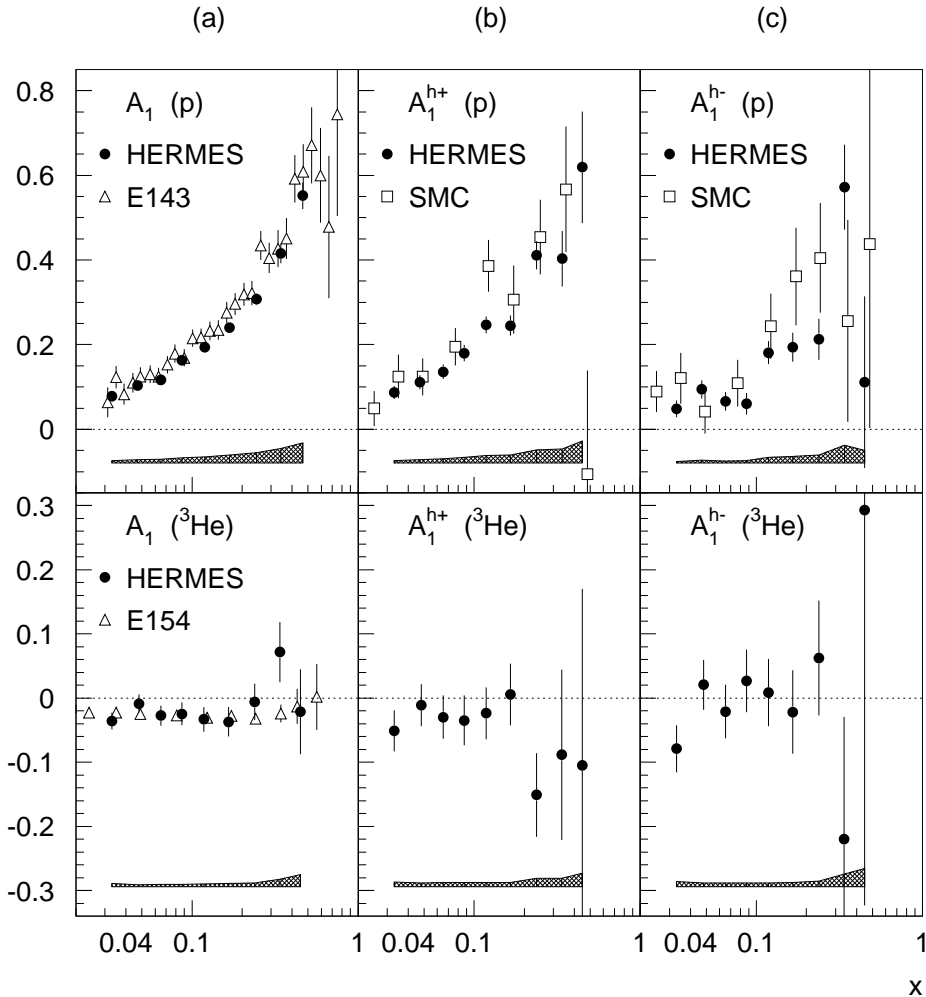 (a) (b) (c)
A₁ (p)
HERMES
E143
A₁ʰ⁺ (p)
HERMES
SMC
A₁ʰ⁻ (p)
HERMES
SMC
0.8
0.6
0.4
0.2
0
A₁ (³He)
HERMES
E154
A₁ʰ⁺ (³He)
A₁ʰ⁻ (³He)
0.3
0.2
0.1
0
-0.1
-0.2
-0.3
0.04 0.1 1 0.04 0.1 1 0.04 0.1 1
x